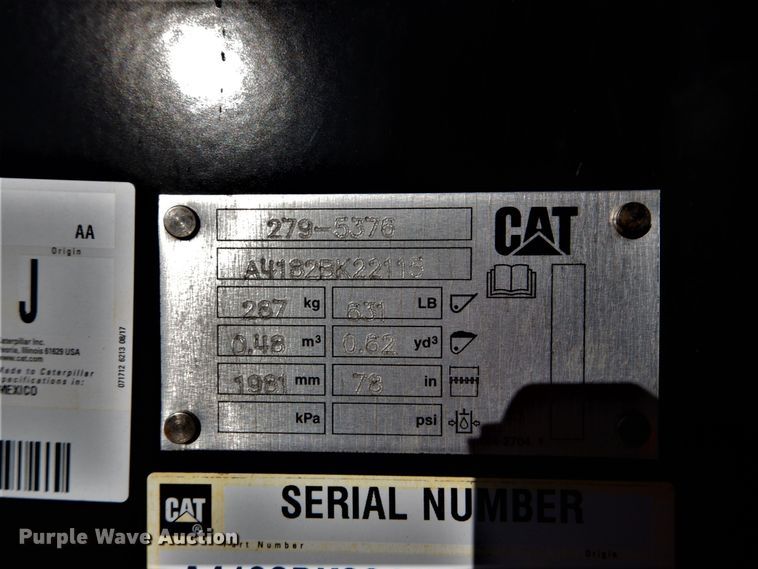 AA
Origin
J
Caterpillar Inc.
Peoria, Illinois 61629 USA
www.cat.com
Made to Caterpillar
specifications in:
MEXICO
071712 6213 08/17
279-5376
CAT
kg 631 LB
0.48 m³ 0.62 yd³
1981 mm 78 in
kPa psi
CAT
®
SERIAL NUMBER
Part Number
Origin
Purple Wave Auction